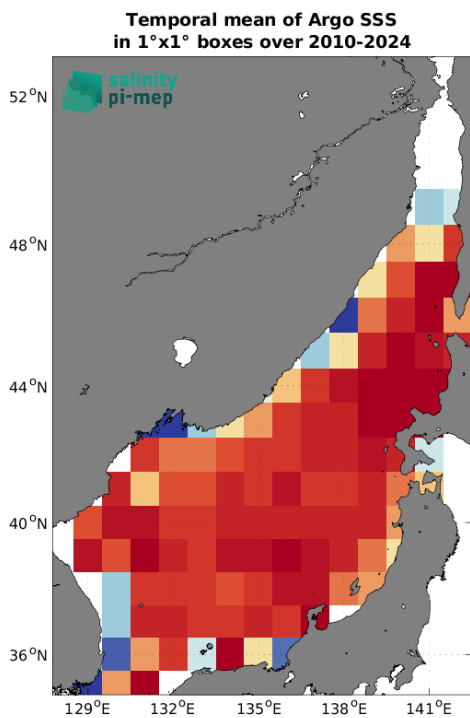 Temporal mean of Argo SSS
in 1°x1° boxes over 2010-2024
salinity
pi-mep
52°N
48°N
44°N
40°N
36°N
129°E
132°E
135°E
138°E
141°E